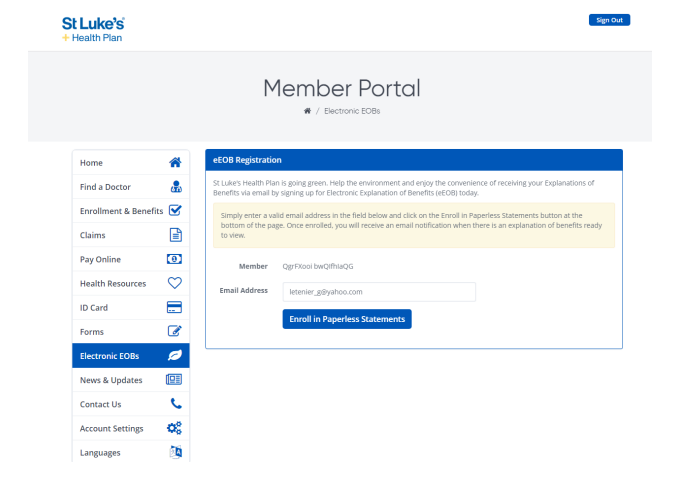 St Luke's
Health Plan
Sign Out
Member Portal
/ Electronic EOBs
Home
Find a Doctor
Enrollment & Benefits
Claims
Pay Online
Health Resources
ID Card
Forms
Electronic EOBs
News & Updates
Contact Us
Account Settings
Languages
eEOB Registration
St Luke's Health Plan is going green. Help the environment and enjoy the convenience of receiving your Explanations of
Benefits via email by signing up for Electronic Explanation of Benefits (eEOB) today.
Simply enter a valid email address in the field below and click on the Enroll in Paperless Statements button at the
bottom of the page. Once enrolled, you will receive an email notification when there is an explanation of benefits ready
to view.
Member QgrFXooi bwQIfhIaQG
Email Address letenier_g@yahoo.com
Enroll in Paperless Statements